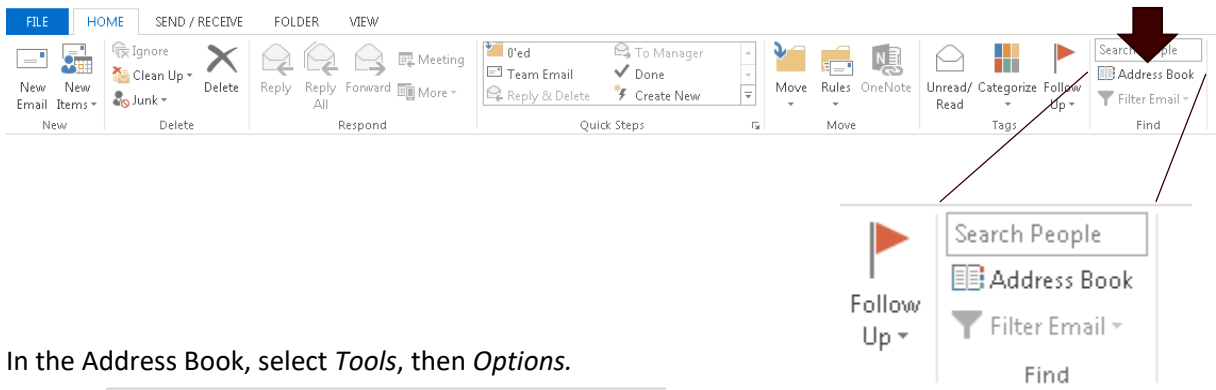 FILE HOME SEND / RECEIVE FOLDER VIEW
Ignore
Clean Up
Junk
Delete
New Email
New Items
Reply
Reply All
Forward
Meeting
More
0'ed
Team Email
Reply & Delete
To Manager
Done
Create New
Move
Rules
OneNote
Unread/ Read
Categorize
Follow Up
Search People
Address Book
Filter Email
New Delete Respond Quick Steps Move Tags Find
Follow
Up
Search People
Address Book
Filter Email
Find
In the Address Book, select Tools, then Options.